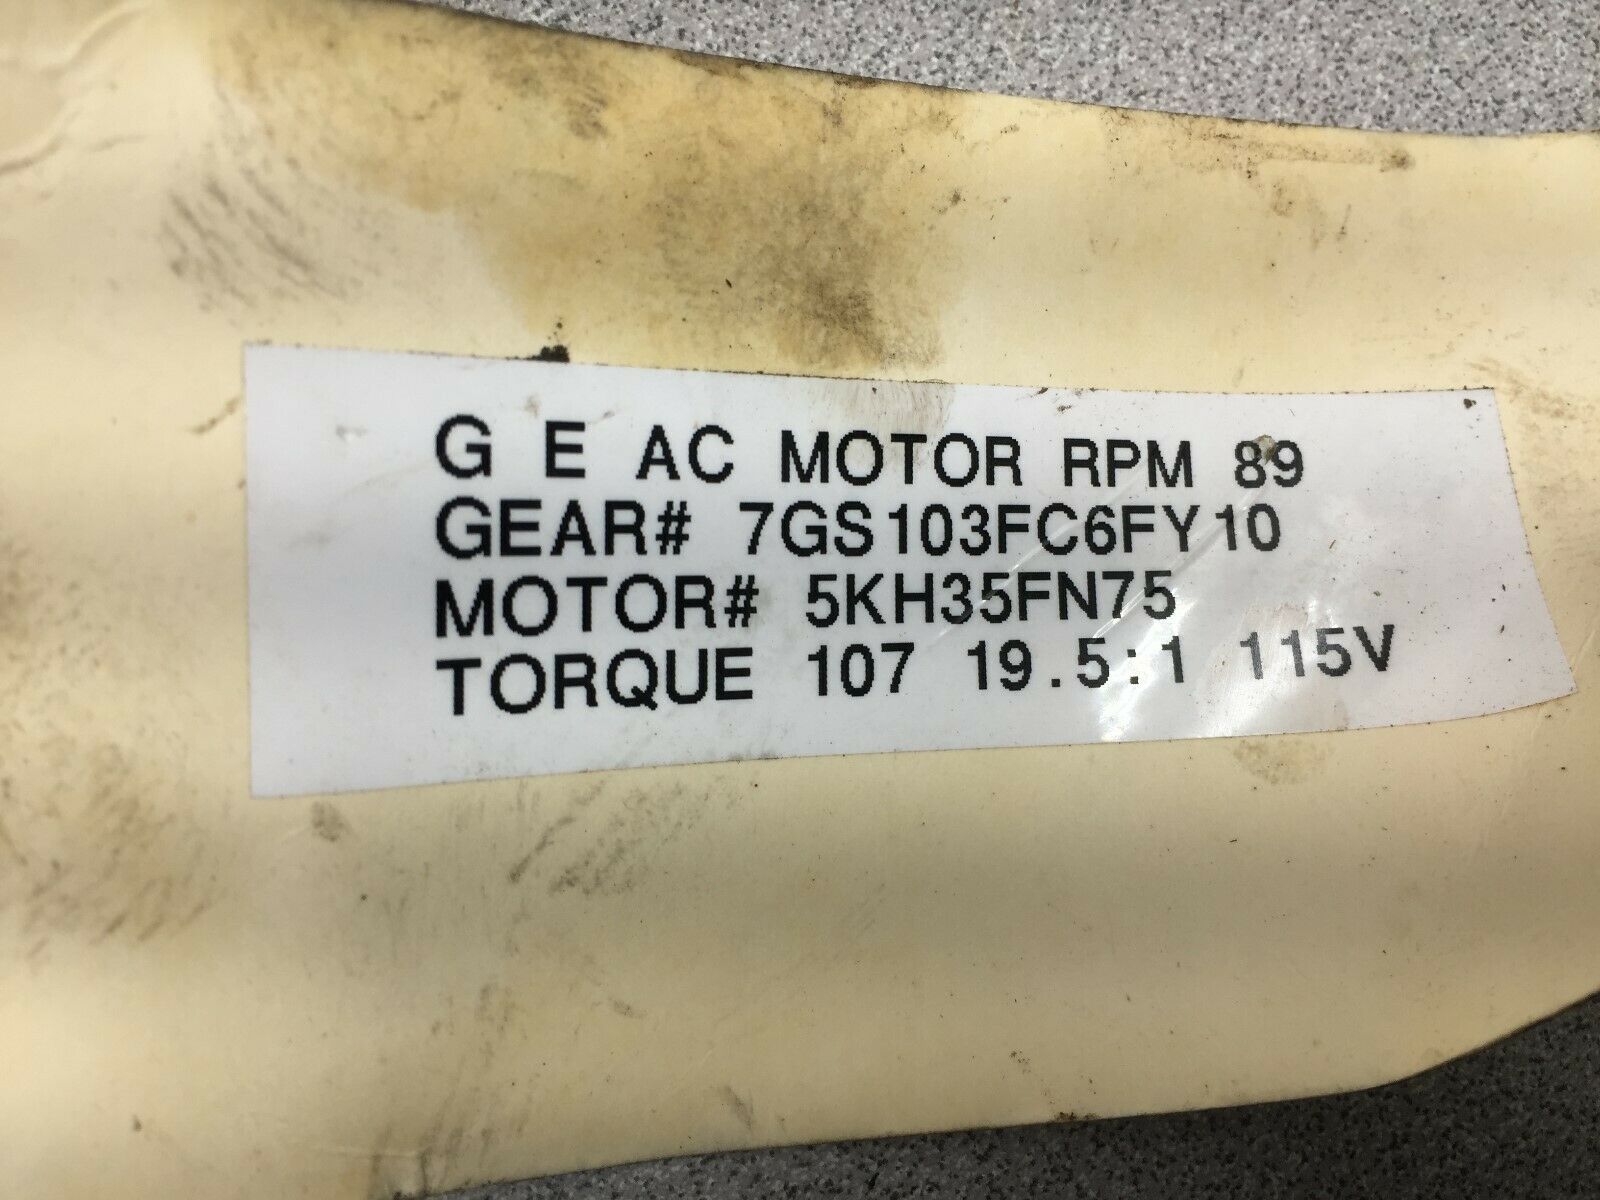 G E AC MOTOR RPM 89
GEAR# 7GS103FC6FY10
MOTOR# 5KH35FN75
TORQUE 107 19.5:1 115V